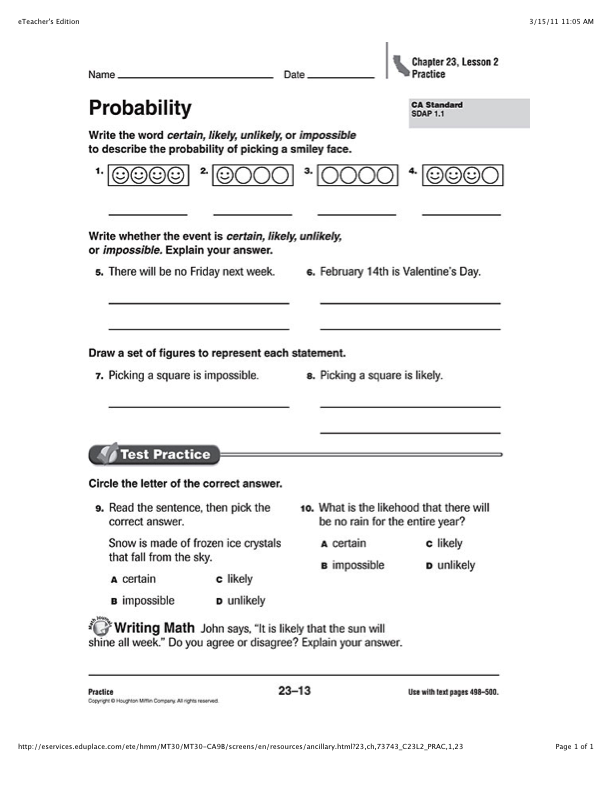 eTeacher's Edition 3/15/11 11:05 AM
Name Date
Chapter 23, Lesson 2
Practice
Probability
CA Standard
SDAP 1.1
Write the word certain, likely, unlikely, or impossible
to describe the probability of picking a smiley face.
1. 2. 3. 4.
Write whether the event is certain, likely, unlikely,
or impossible. Explain your answer.
5. There will be no Friday next week.
6. February 14th is Valentine's Day.
Draw a set of figures to represent each statement.
7. Picking a square is impossible.
8. Picking a square is likely.
Test Practice
Circle the letter of the correct answer.
9. Read the sentence, then pick the
correct answer.
Snow is made of frozen ice crystals
that fall from the sky.
A certain C likely
B impossible D unlikely
10. What is the likehood that there will
be no rain for the entire year?
A certain C likely
B impossible D unlikely
Math Journal
Writing Math John says, "It is likely that the sun will
shine all week." Do you agree or disagree? Explain your answer.
Practice 23–13 Use with text pages 498–500.
Copyright © Houghton Mifflin Company. All rights reserved.
http://eservices.eduplace.com/ete/hmm/MT30/MT30-CA9B/screens/en/resources/ancillary.html?23,ch,73743_C23L2_PRAC,1,23 Page 1 of 1